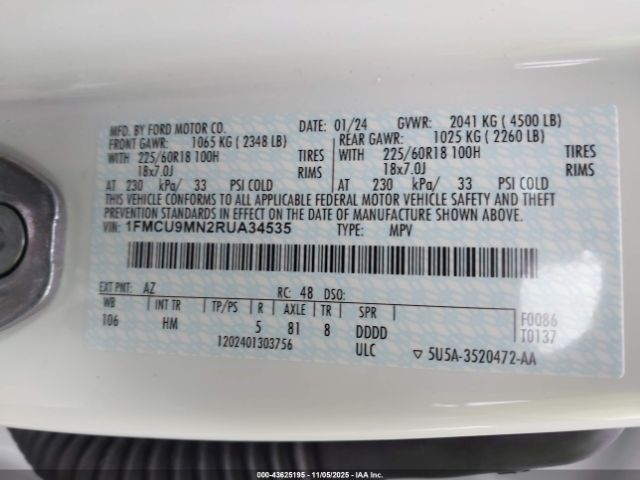 MFD. BY FORD MOTOR CO. DATE: 01/24 GVWR: 2041 KG ( 4500 LB)
FRONT GAWR: 1065 KG ( 2348 LB) REAR GAWR: 1025 KG ( 2260 LB)
WITH 225/60R18 100H TIRES WITH 225/60R18 100H TIRES
18x7.0J RIMS 18x7.0J RIMS
AT 230 kPa/ 33 PSI COLD AT 230 kPa/ 33 PSI COLD
THIS VEHICLE CONFORMS TO ALL APPLICABLE FEDERAL MOTOR VEHICLE SAFETY AND THEFT
PREVENTION STANDARDS IN EFFECT ON THE DATE OF MANUFACTURE SHOWN ABOVE.
VIN: 1FMCU9MN2RUA34535 TYPE: MPV
EXT PNT: AZ RC: 48 DSO:
WB INT TR TP/PS R AXLE TR SPR F0086
106 HM 5 81 8 DDDD T0137
1202401303756 ULC ▽ 5U5A-3520472-AA
000-43625195 - 11/05/2025 - IAA Inc.